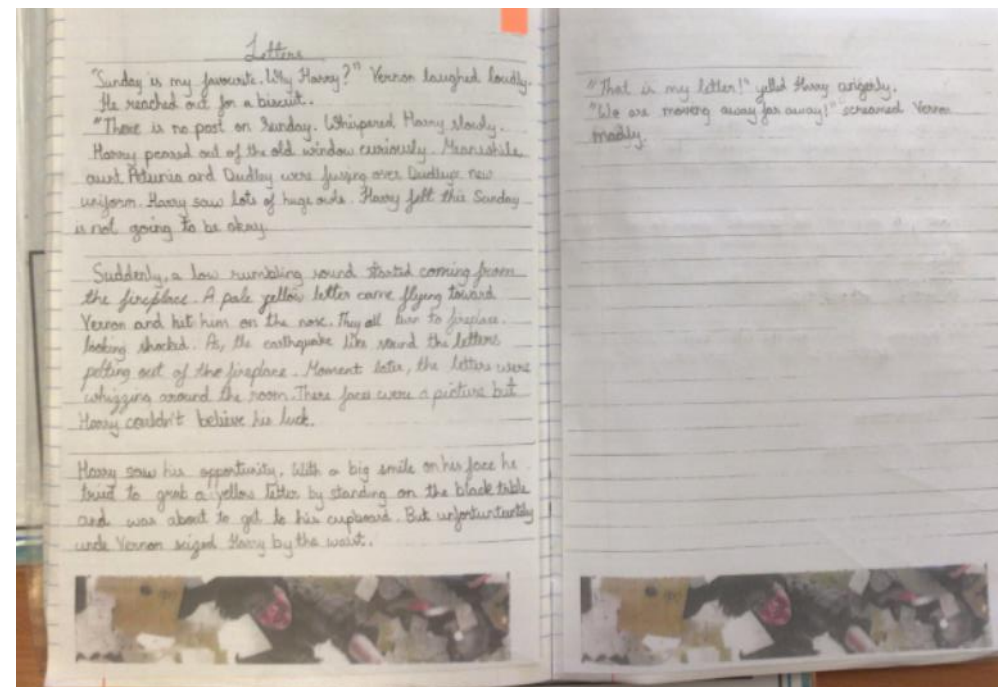 Letters
"Sunday is my favourite. Why Harry?" Vernon laughed loudly.
He reached out for a biscuit.
"There is no post on Sunday. Whispered Harry slowly.
Harry peared out of the old window curiously. Meanwhile
aunt Petunia and Dudley were fusing over Dudleys new
uniform. Harry saw lots of huge owls. Harry felt this Sunday
is not going to be okay.
Suddenly, a low rumbling sound started coming from
the fireplace. A pale yellow letter came flying toward
Vernon and hit him on the nose. They all turn to fireplace.
looking shocked. As, the earthquake like sound the letters
pelting out of the fireplace. Moment later, the letters were
whizzing around the room. There faces were a picture but
Harry couldn't believe his luck.
Harry saw his opportunity. With a big smile on his face he
tried to grab a yellow letter by standing on the black table
and was about to get to his cupboard. But unfortuntantly
uncle Vernon seized Harry by the waist.
"That is my letter!" yelled Harry angerly.
"We are moving away far away!" screamed Vernon
madly.